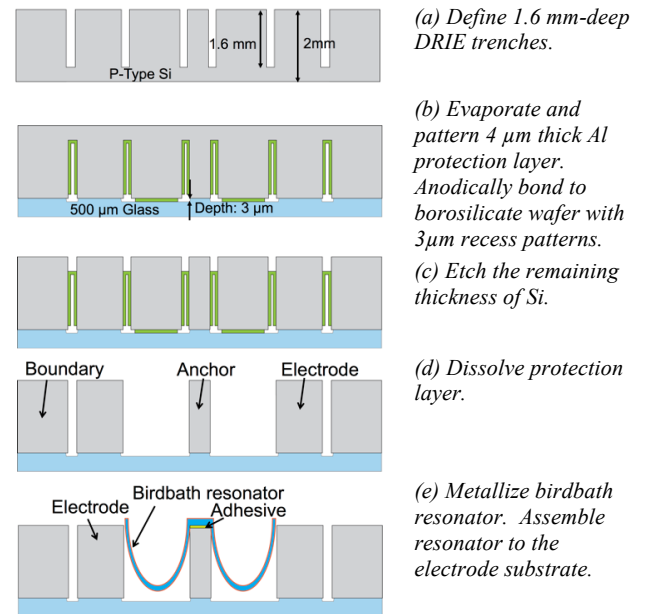 1.6 mm
2mm
P-Type Si
(a) Define 1.6 mm-deep
DRIE trenches.
500 µm Glass
Depth: 3 µm
(b) Evaporate and
pattern 4 µm thick Al
protection layer.
Anodically bond to
borosilicate wafer with
3µm recess patterns.
(c) Etch the remaining
thickness of Si.
Boundary
Anchor
Electrode
(d) Dissolve protection
layer.
Birdbath resonator
Electrode
Adhesive
(e) Metallize birdbath
resonator. Assemble
resonator to the
electrode substrate.